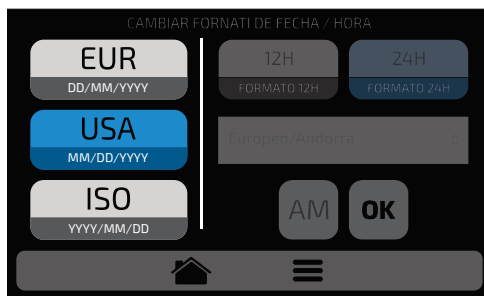 CAMBIAR FORNATI DE FECHA / HORA
EUR
DD/MM/YYYY
USA
MM/DD/YYYY
ISO
YYYY/MM/DD
12H
FORMATO 12H
24H
FORMATO 24H
Europeo/Andorra
AM
OK